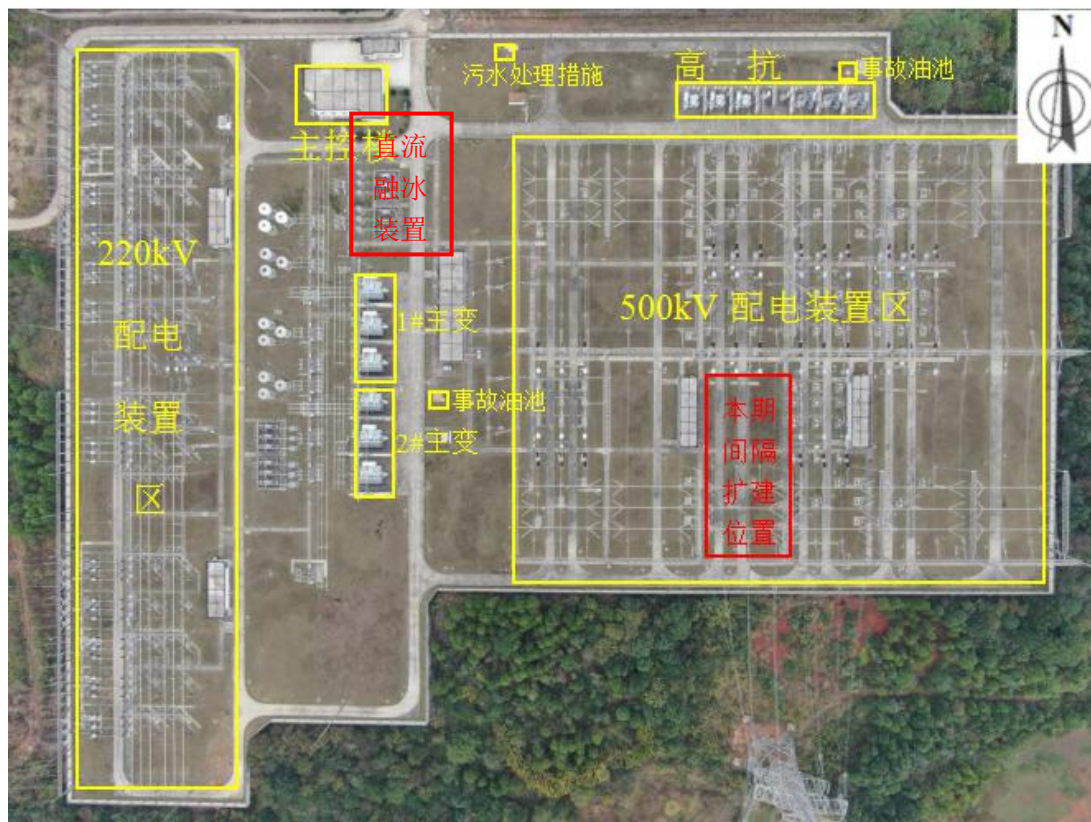 N
污水处理措施
高 抗
事故油池
主控楼
直流
融冰
装置
220kV
配电
装置
区
1#主变
500kV 配电装置区
事故油池
2#主变
本期
间隔
扩建
位置